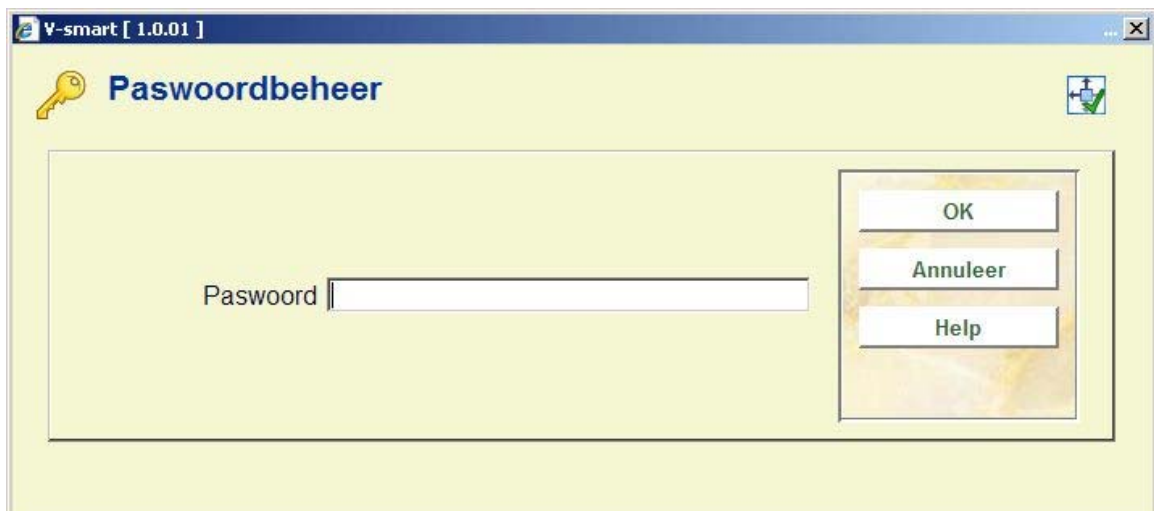 V-smart [ 1.0.01 ]
...
Paswoordbeheer
OK
Annuleer
Paswoord
Help